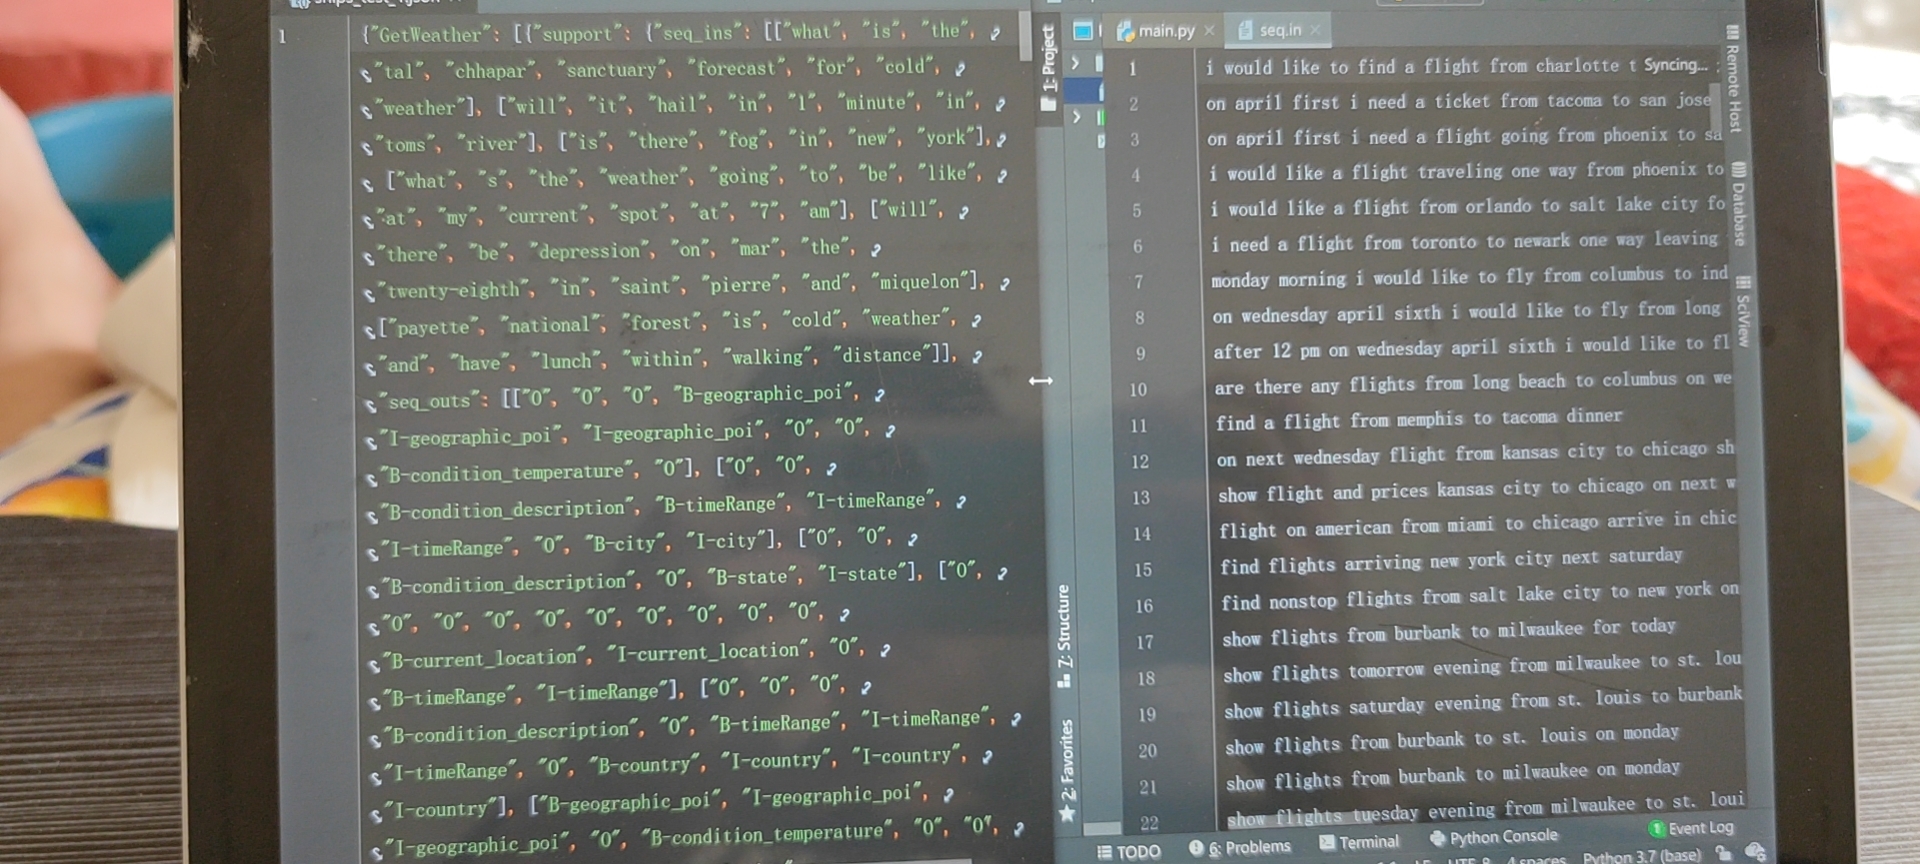 1
{"GetWeather": [{"support": {"seq_ins": [["what", "is", "the",
"tal", "chhapar", "sanctuary", "forecast", "for", "cold",
"weather"], ["will", "it", "hail", "in", "1", "minute", "in",
"toms", "river"], ["is", "there", "fog", "in", "new", "york"],
["what", "s", "the", "weather", "going", "to", "be", "like",
"at", "my", "current", "spot", "at", "7", "am"], ["will",
"there", "be", "depression", "on", "mar", "the",
"twenty-eighth", "in", "saint", "pierre", "and", "miquelon"],
["payette", "national", "forest", "is", "cold", "weather",
"and", "have", "lunch", "within", "walking", "distance"]],
"seq_outs": [["O", "O", "O", "B-geographic_poi",
"I-geographic_poi", "I-geographic_poi", "O", "O",
"B-condition_temperature", "O"], ["O", "O",
"B-condition_description", "B-timeRange", "I-timeRange",
"I-timeRange", "O", "B-city", "I-city"], ["O", "O",
"B-condition_description", "O", "B-state", "I-state"], ["O",
"O", "O", "O", "O", "O", "O", "O", "O", "O",
"B-current_location", "I-current_location", "O",
"B-timeRange", "I-timeRange"], ["O", "O", "O",
"B-condition_description", "O", "B-timeRange", "I-timeRange",
"I-timeRange", "O", "B-country", "I-country", "I-country",
"I-country"], ["B-geographic_poi", "I-geographic_poi",
"I-geographic_poi", "O", "B-condition_temperature", "O", "O",
1: Project
7: Structure
2: Favorites
main.py
seq.in
1 i would like to find a flight from charlotte t Syncing...
2 on april first i need a ticket from tacoma to san jose
3 on april first i need a flight going from phoenix to sa
4 i would like a flight traveling one way from phoenix to
5 i would like a flight from orlando to salt lake city fo
6 i need a flight from toronto to newark one way leaving
7 monday morning i would like to fly from columbus to ind
8 on wednesday april sixth i would like to fly from long
9 after 12 pm on wednesday april sixth i would like to fl
10 are there any flights from long beach to columbus on we
11 find a flight from memphis to tacoma dinner
12 on next wednesday flight from kansas city to chicago sh
13 show flight and prices kansas city to chicago on next w
14 flight on american from miami to chicago arrive in chic
15 find flights arriving new york city next saturday
16 find nonstop flights from salt lake city to new york on
17 show flights from burbank to milwaukee for today
18 show flights tomorrow evening from milwaukee to st. lou
19 show flights saturday evening from st. louis to burbank
20 show flights from burbank to st. louis on monday
21 show flights from burbank to milwaukee on monday
22 show flights tuesday evening from milwaukee to st. loui
Remote Host
Database
SciView
TODO 6: Problems Terminal Python Console 1 Event Log
4 spaces Python 3.7 (base)